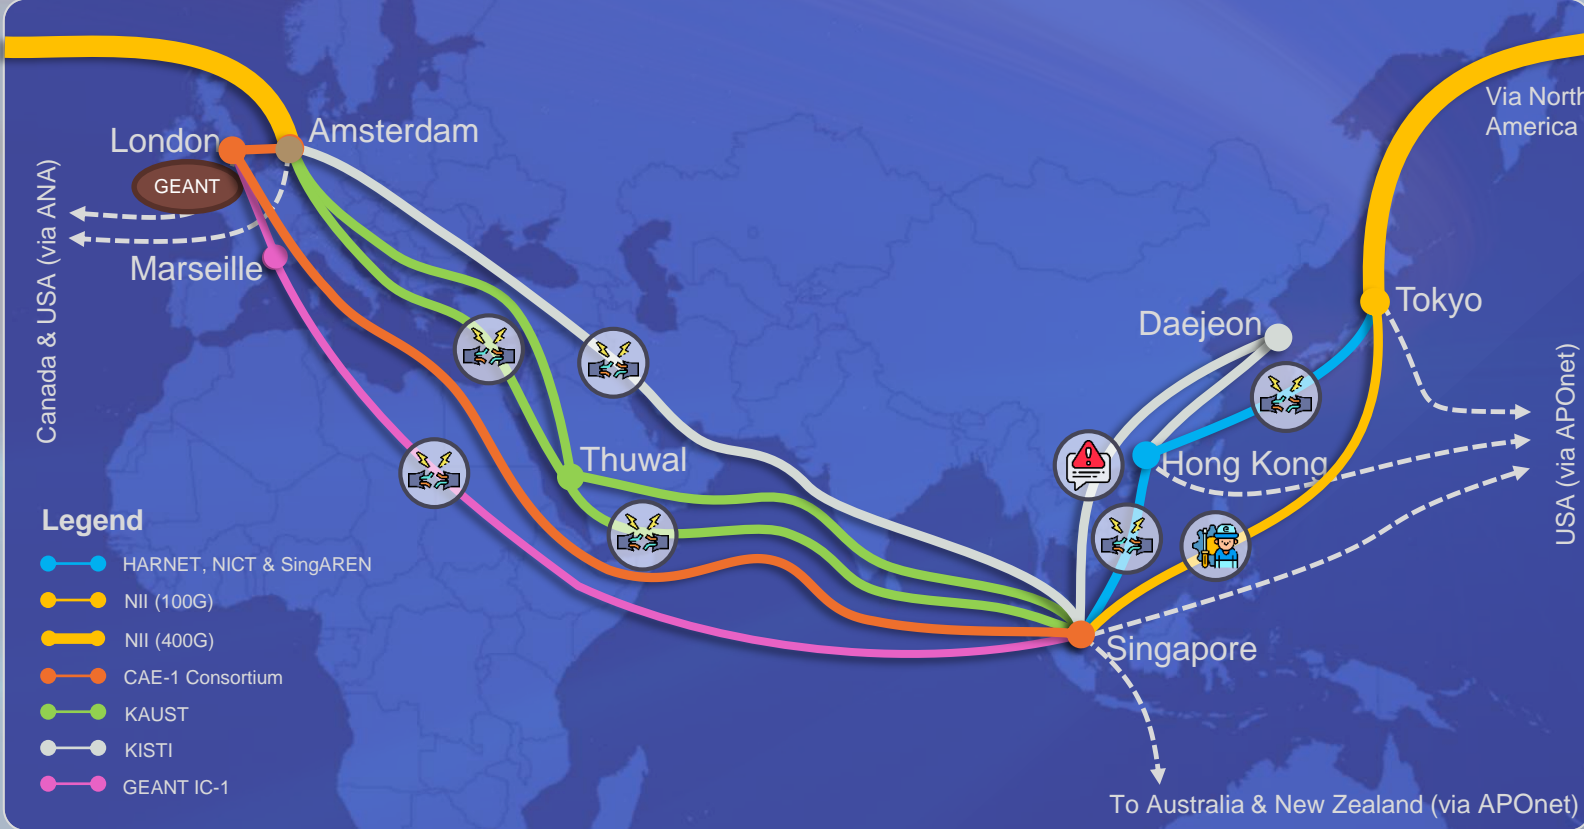 Via North
America
London
Amsterdam
GEANT
Canada & USA (via ANA)
Marseille
Tokyo
Daejeon
Thuwal
Hong Kong
USA (via APOnet)
Legend
HARNET, NICT & SingAREN
NII (100G)
NII (400G)
CAE-1 Consortium
KAUST
KISTI
GEANT IC-1
Singapore
To Australia & New Zealand (via APOnet)